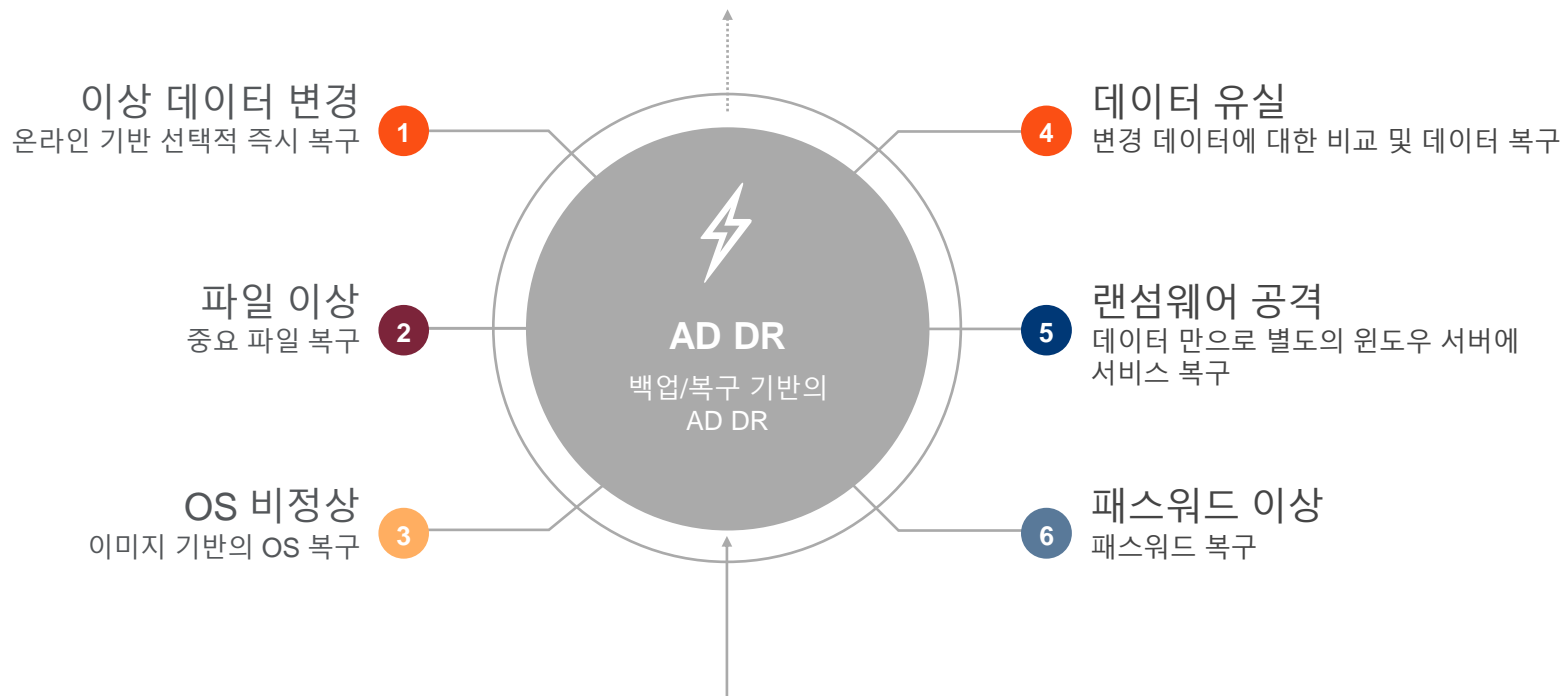 이상 데이터 변경
온라인 기반 선택적 즉시 복구
1
파일 이상
중요 파일 복구
2
OS 비정상
이미지 기반의 OS 복구
3
AD DR
백업/복구 기반의
AD DR
4
데이터 유실
변경 데이터에 대한 비교 및 데이터 복구
5
랜섬웨어 공격
데이터 만으로 별도의 윈도우 서버에
서비스 복구
6
패스워드 이상
패스워드 복구